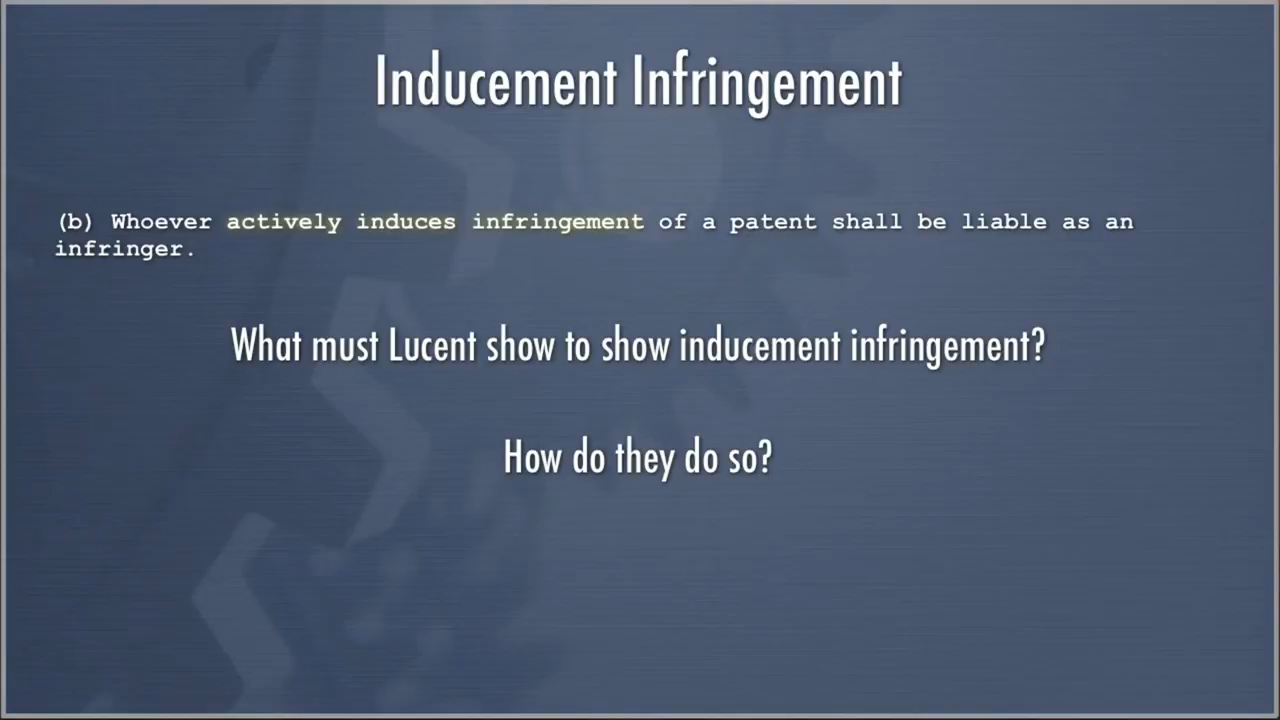 Inducement Infringement
(b) Whoever actively induces infringement of a patent shall be liable as an
infringer.
What must Lucent show to show inducement infringement?
How do they do so?